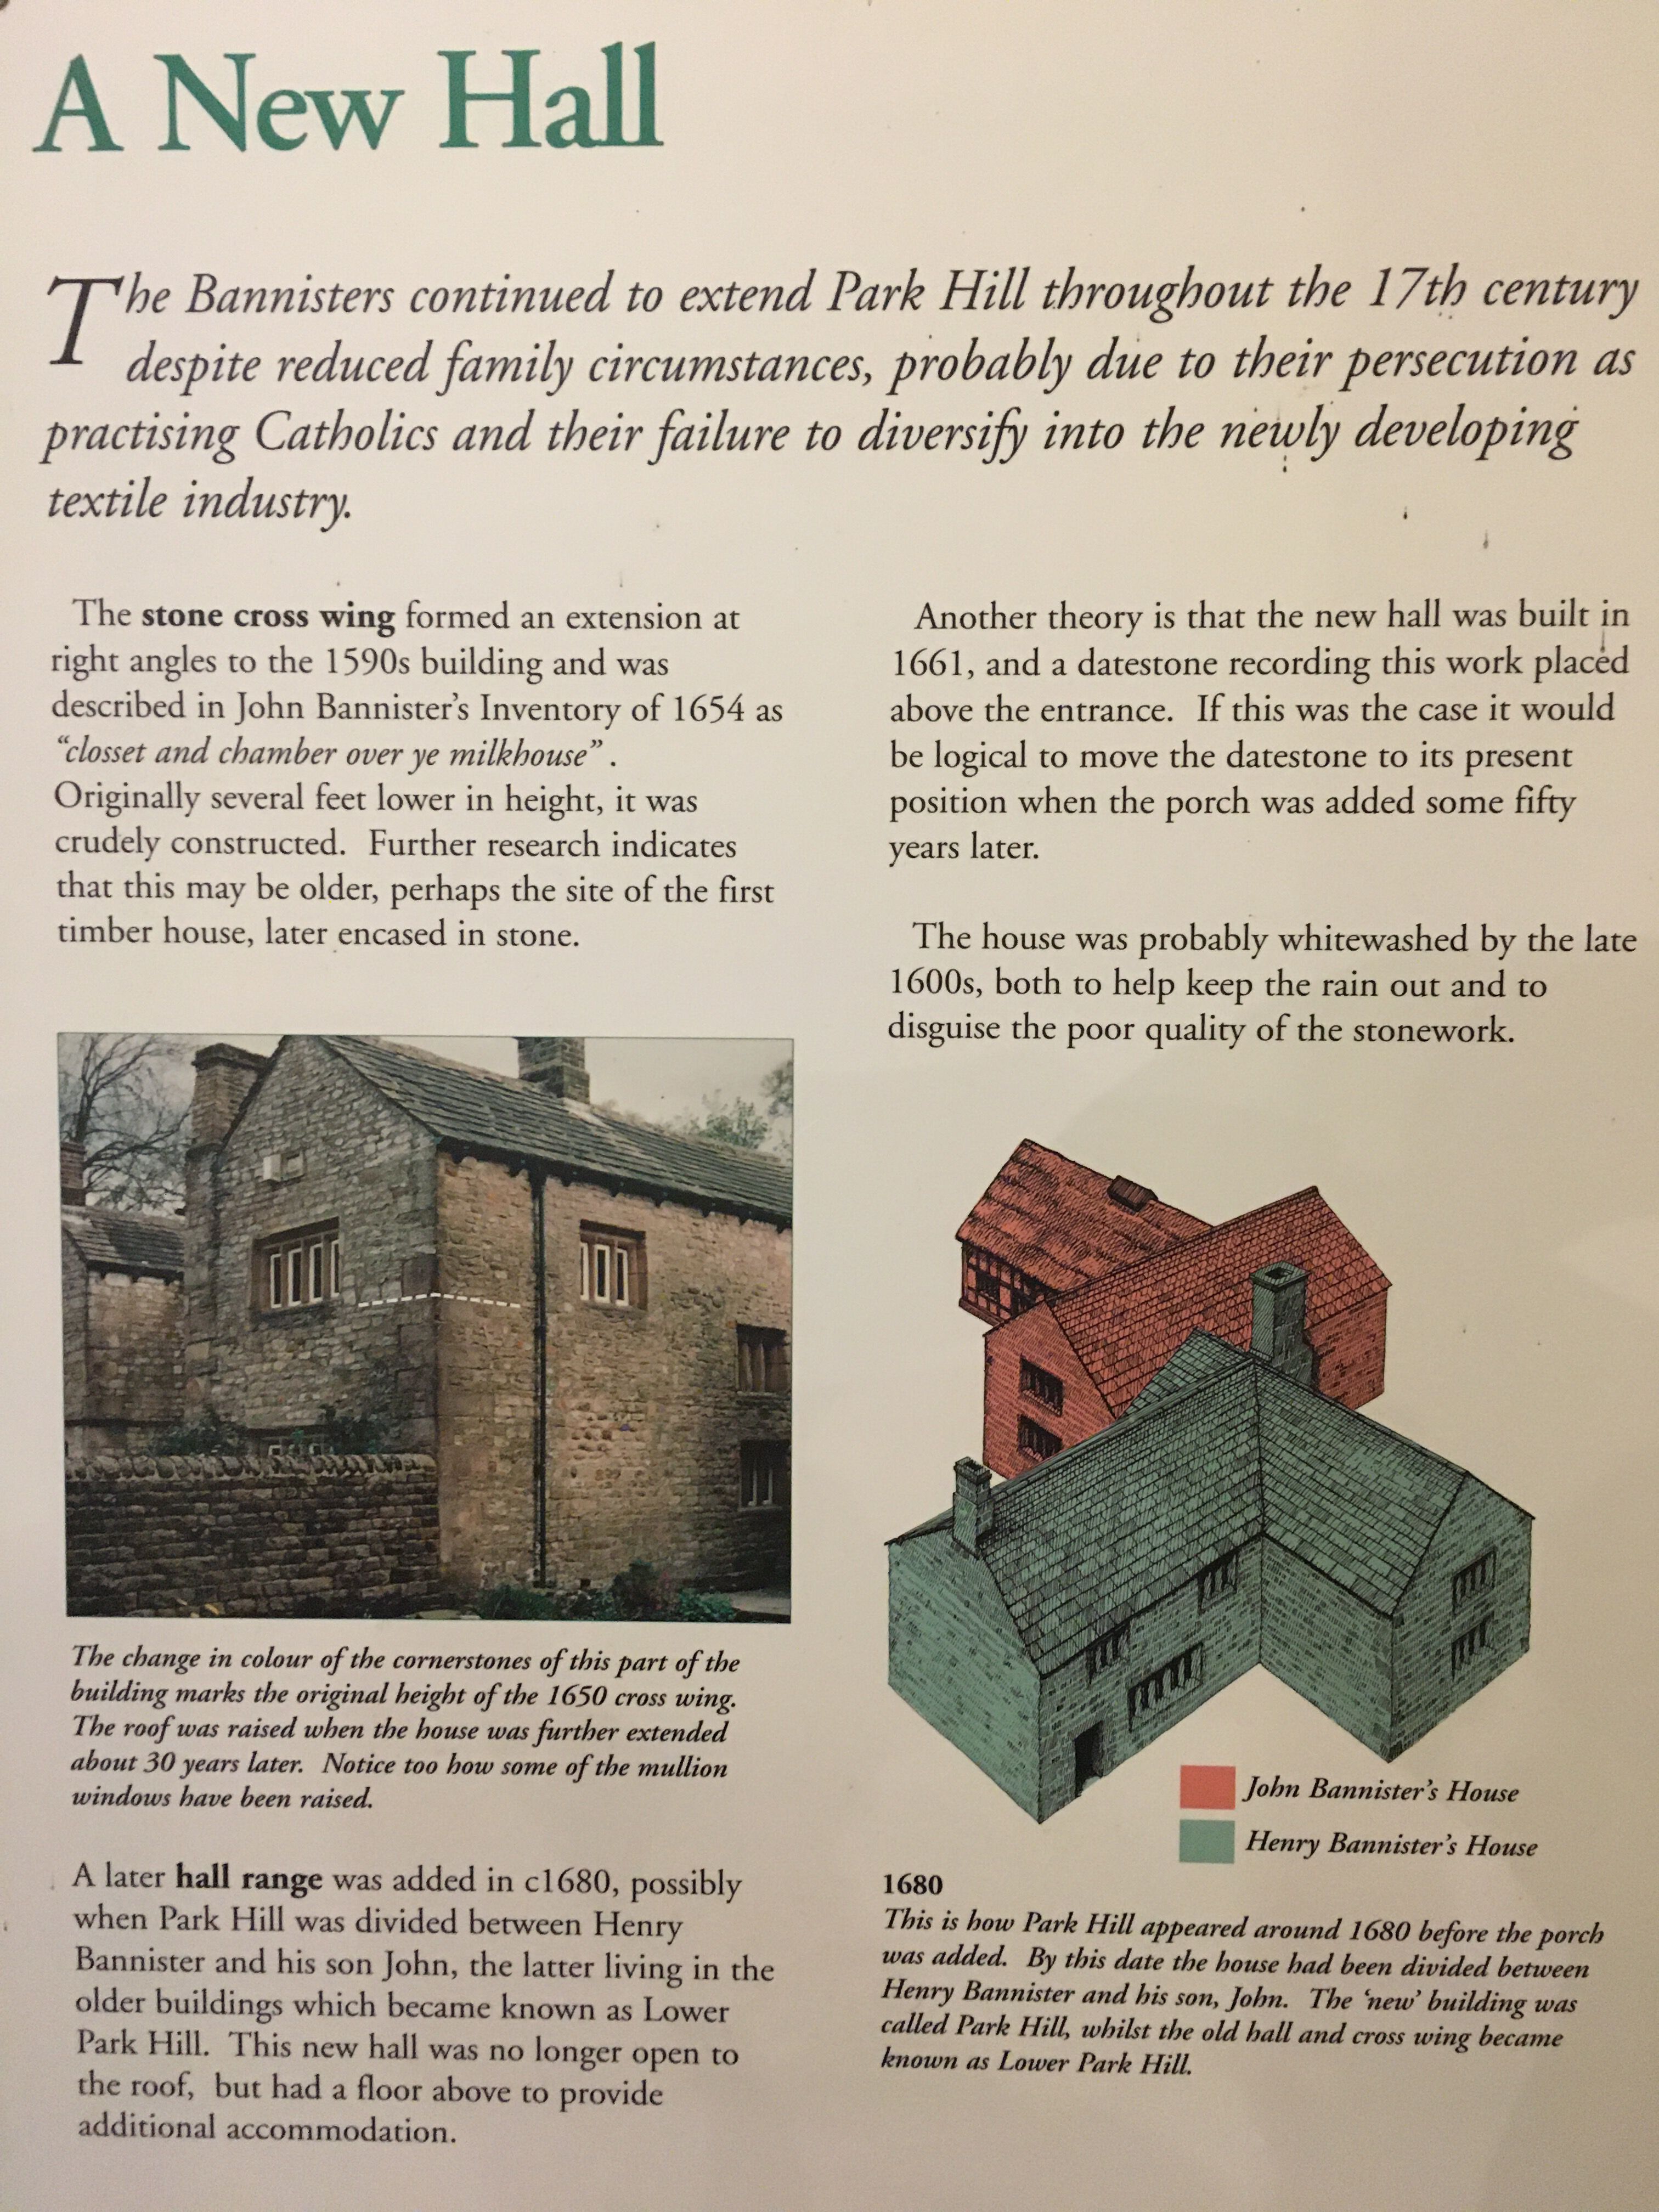 A New Hall
The Bannisters continued to extend Park Hill throughout the 17th century
despite reduced family circumstances, probably due to their persecution as
practising Catholics and their failure to diversify into the newly developing
textile industry.
The stone cross wing formed an extension at
right angles to the 1590s building and was
described in John Bannister's Inventory of 1654 as
“closset and chamber over ye milkhouse” .
Originally several feet lower in height, it was
crudely constructed. Further research indicates
that this may be older, perhaps the site of the first
timber house, later encased in stone.
The change in colour of the cornerstones of this part of the
building marks the original height of the 1650 cross wing.
The roof was raised when the house was further extended
about 30 years later. Notice too how some of the mullion
windows have been raised.
A later hall range was added in c1680, possibly
when Park Hill was divided between Henry
Bannister and his son John, the latter living in the
older buildings which became known as Lower
Park Hill. This new hall was no longer open to
the roof, but had a floor above to provide
additional accommodation.
Another theory is that the new hall was built in
1661, and a datestone recording this work placed
above the entrance. If this was the case it would
be logical to move the datestone to its present
position when the porch was added some fifty
years later.
The house was probably whitewashed by the late
1600s, both to help keep the rain out and to
disguise the poor quality of the stonework.
John Bannister's House
Henry Bannister's House
1680
This is how Park Hill appeared around 1680 before the porch
was added. By this date the house had been divided between
Henry Bannister and his son, John. The ‘new’ building was
called Park Hill, whilst the old hall and cross wing became
known as Lower Park Hill.